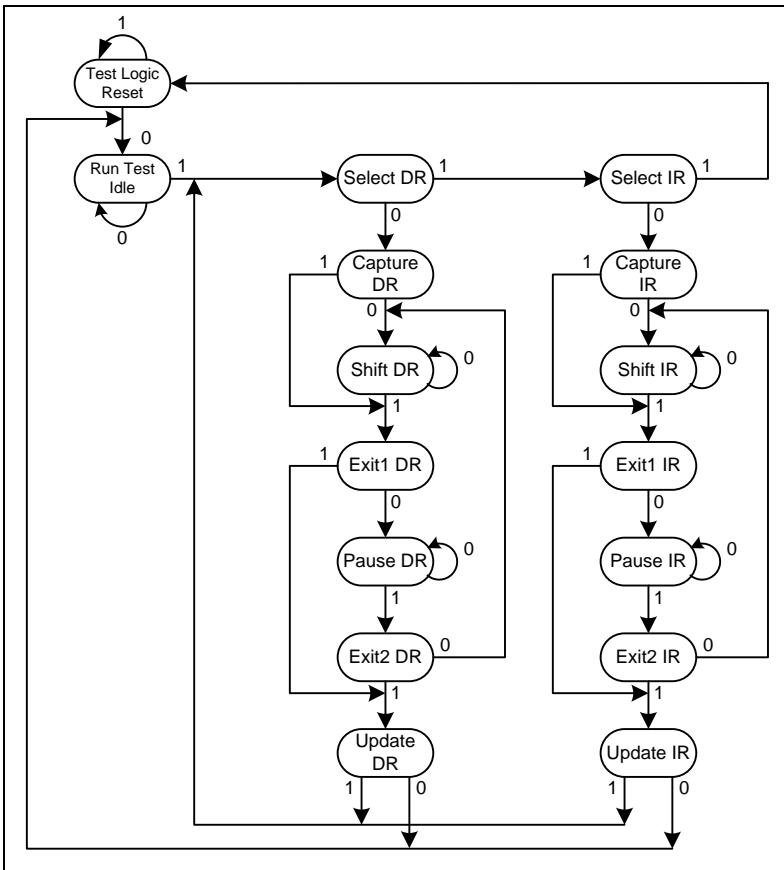 1
Test Logic
Reset
0
Run Test
Idle
1
0
Select DR
1
0
Select IR
1
0
Capture
DR
1
0
Capture
IR
1
0
Shift DR
0
1
Shift IR
0
1
Exit1 DR
1
0
Exit1 IR
1
0
Pause DR
0
1
Pause IR
0
1
Exit2 DR
0
1
Exit2 IR
0
1
Update
DR
1
0
Update IR
1
0